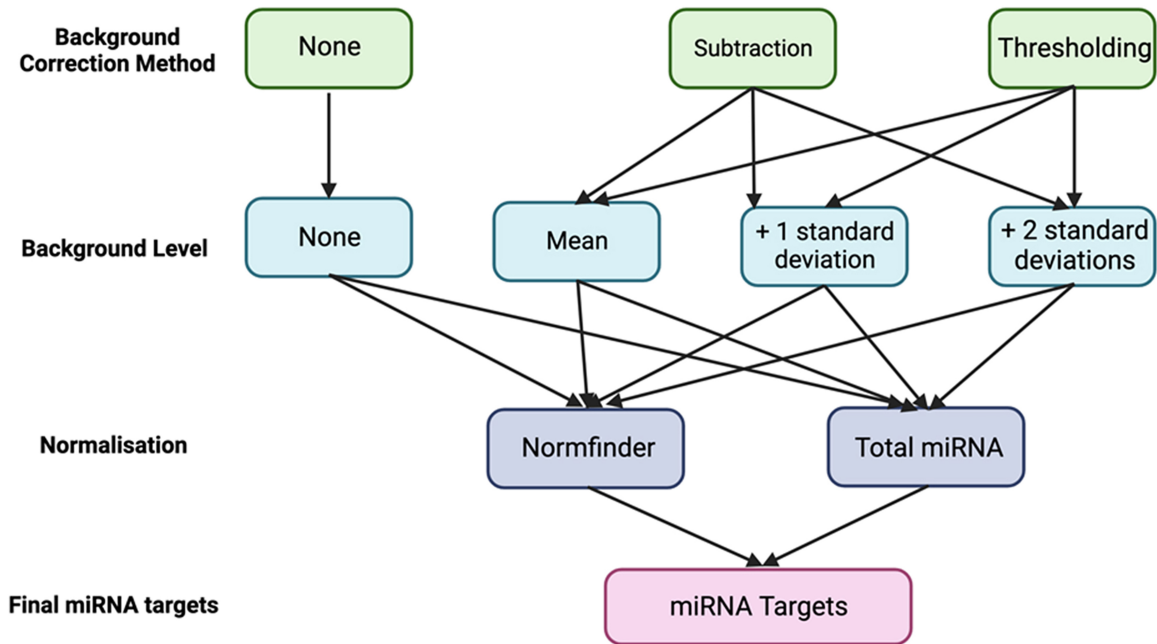 Background
Correction Method
None
Subtraction
Thresholding
Background Level
None
Mean
+ 1 standard
deviation
+ 2 standard
deviations
Normalisation
Normfinder
Total miRNA
Final miRNA targets
miRNA Targets